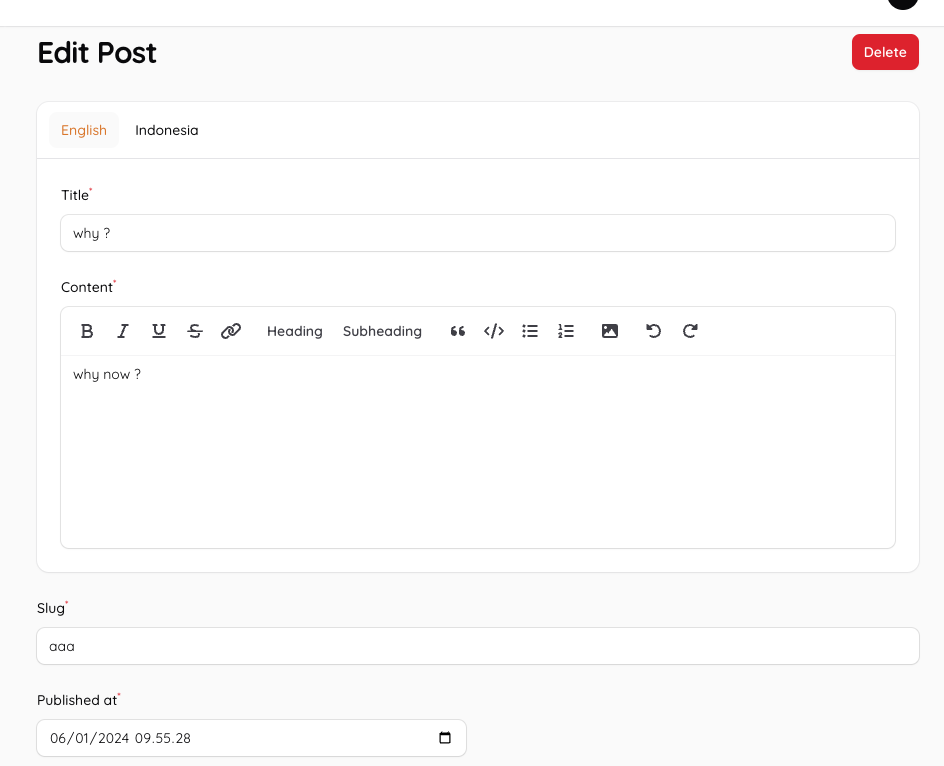 Edit Post
Delete
English Indonesia
Title*
why ?
Content*
Heading Subheading
why now ?
Slug*
aaa
Published at*
06/01/2024 09.55.28